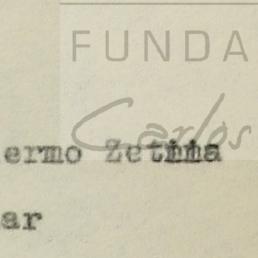 FUNDA
Carlos
ermo Zetina
ar